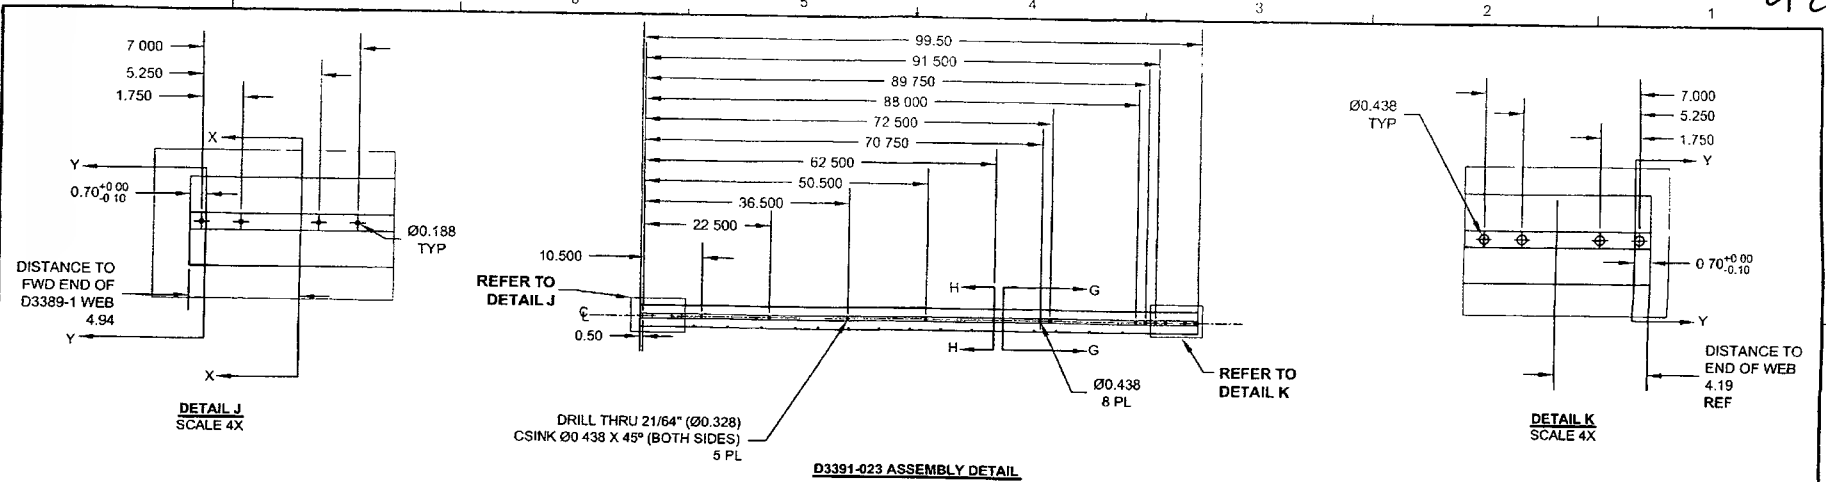 5
4
3
2
1
7 000
5.250
1.750
X
Y
0.70 +0 00 -0 10
Ø0.188
TYP
DISTANCE TO
FWD END OF
D3389-1 WEB
4.94
Y
X
DETAIL J
SCALE 4X
99.50
91 500
89 750
88 000
72 500
70 750
62 500
50.500
36.500
22 500
10.500
REFER TO
DETAIL J
0.50
H
G
H
G
DRILL THRU 21/64" (Ø0.328)
CSINK Ø0 438 X 45º (BOTH SIDES)
5 PL
Ø0.438
8 PL
REFER TO
DETAIL K
D3391-023 ASSEMBLY DETAIL
Ø0.438
TYP
7.000
5.250
1.750
Y
0 70 +0 00 -0.10
Y
DISTANCE TO
END OF WEB
4.19
REF
DETAIL K
SCALE 4X